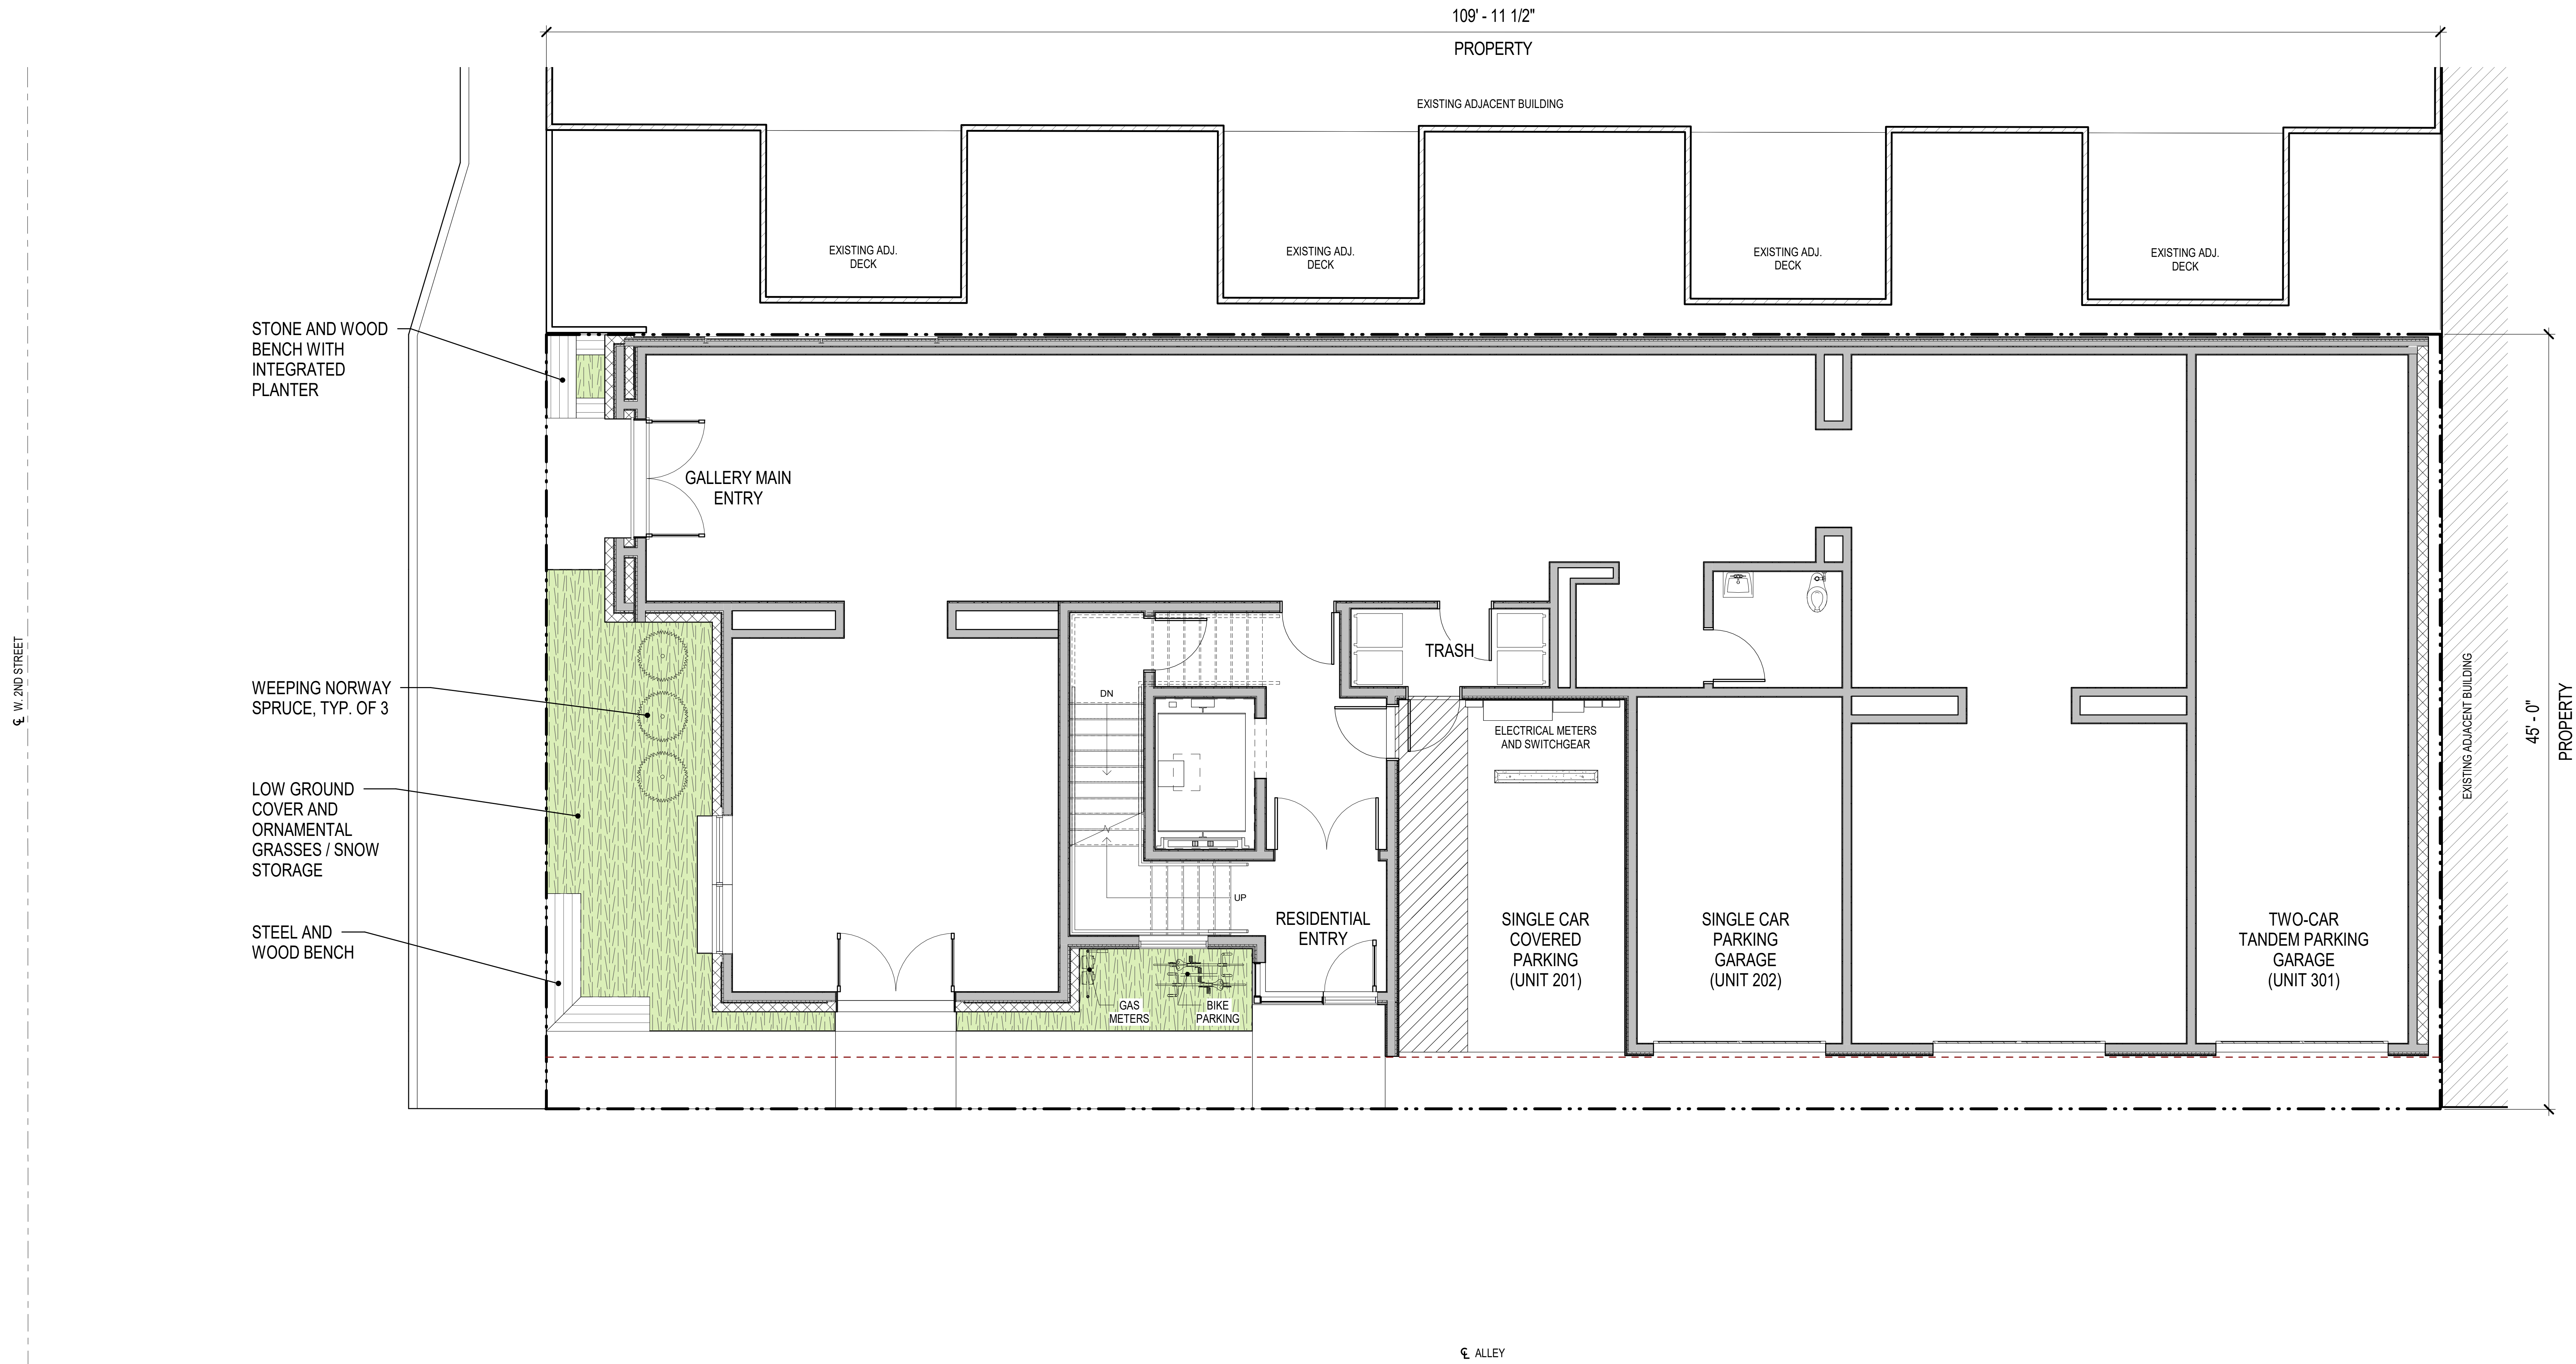 109' - 11 1/2"
PROPERTY
EXISTING ADJACENT BUILDING
EXISTING ADJ.
DECK
EXISTING ADJ.
DECK
EXISTING ADJ.
DECK
EXISTING ADJ.
DECK
STONE AND WOOD
BENCH WITH
INTEGRATED
PLANTER
GALLERY MAIN
ENTRY
WEEPING NORWAY
SPRUCE, TYP. OF 3
LOW GROUND
COVER AND
ORNAMENTAL
GRASSES / SNOW
STORAGE
STEEL AND
WOOD BENCH
℄ W. 2ND STREET
TRASH
DN
UP
ELECTRICAL METERS
AND SWITCHGEAR
RESIDENTIAL
ENTRY
GAS
METERS
BIKE
PARKING
SINGLE CAR
COVERED
PARKING
(UNIT 201)
SINGLE CAR
PARKING
GARAGE
(UNIT 202)
TWO-CAR
TANDEM PARKING
GARAGE
(UNIT 301)
EXISTING ADJACENT BUILDING
45' - 0"
PROPERTY
℄ ALLEY